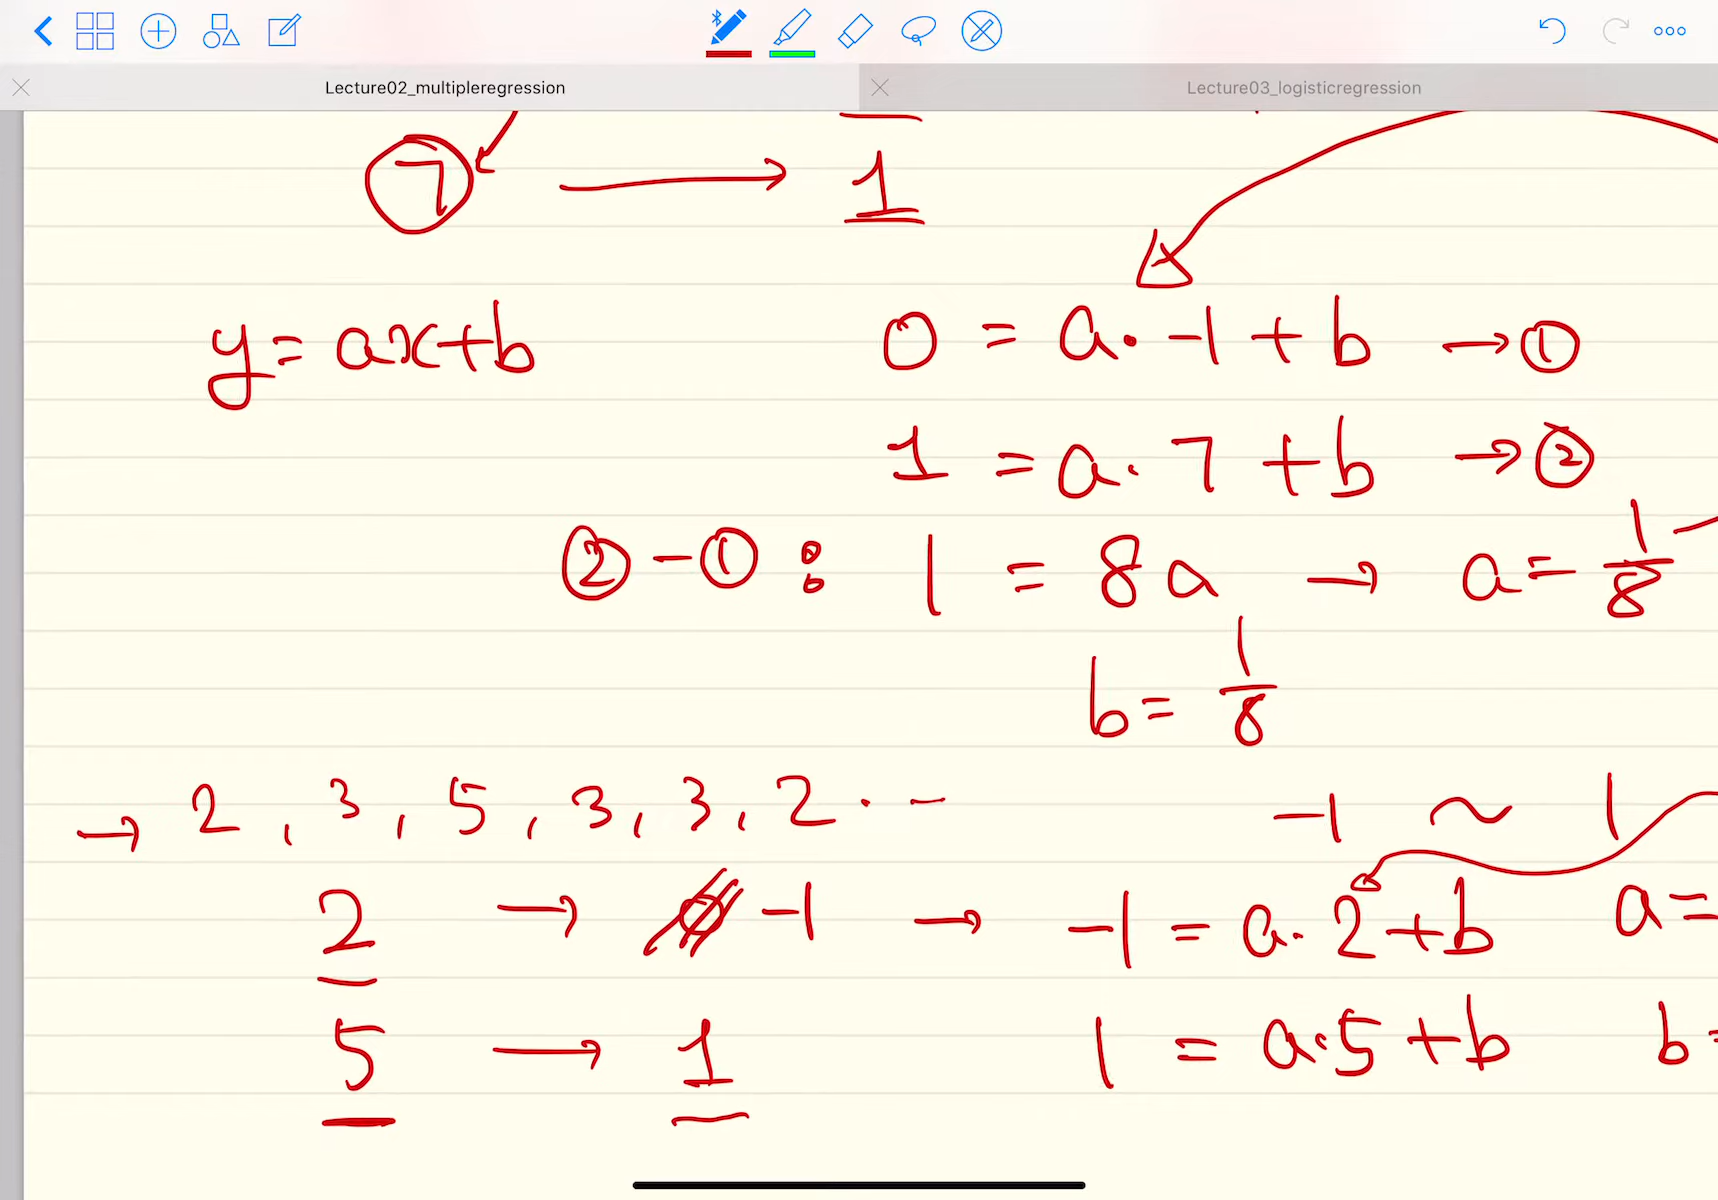 Lecture02_multipleregression Lecture03_logisticregression
7 → 1
y = ax+b 0 = a· -1 + b → ①
1 = a· 7 + b → ②
② - ① : 1 = 8a → a = 1/8
b = 1/8
→ 2, 3, 5, 3, 3, 2 ·-- -1 ~ 1
2 → -1 → -1 = a· 2 + b a =
5 → 1 1 = a·5 + b b =